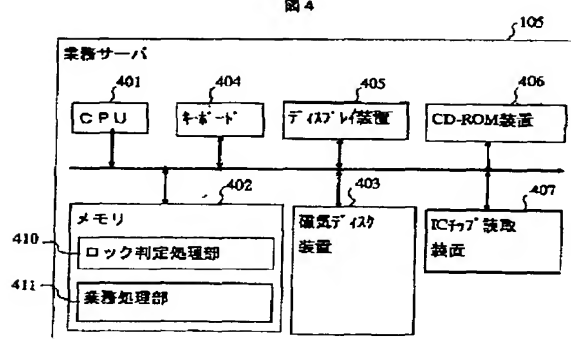 図4
105
業務サーバ
401
CPU
404
キーボード
405
ディスプレイ装置
406
CD-ROM装置
402
メモリ
410
ロック判定処理部
411
業務処理部
403
磁気ディスク
装置
407
ICチップ読取
装置